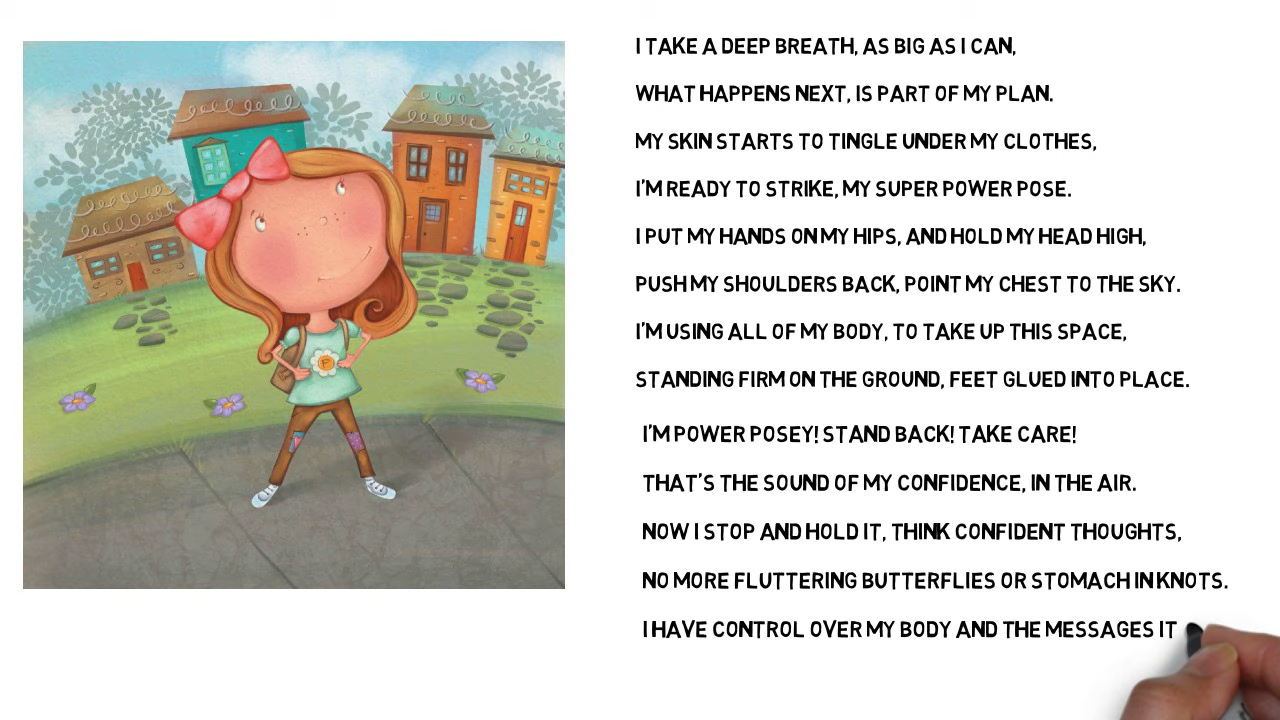 I TAKE A DEEP BREATH, AS BIG AS I CAN,
WHAT HAPPENS NEXT, IS PART OF MY PLAN.
MY SKIN STARTS TO TINGLE UNDER MY CLOTHES,
I'M READY TO STRIKE, MY SUPER POWER POSE.
I PUT MY HANDS ON MY HIPS, AND HOLD MY HEAD HIGH,
PUSH MY SHOULDERS BACK, POINT MY CHEST TO THE SKY.
I'M USING ALL OF MY BODY, TO TAKE UP THIS SPACE,
STANDING FIRM ON THE GROUND, FEET GLUED INTO PLACE.
I'M POWER POSEY! STAND BACK! TAKE CARE!
THAT'S THE SOUND OF MY CONFIDENCE, IN THE AIR.
NOW I STOP AND HOLD IT, THINK CONFIDENT THOUGHTS,
NO MORE FLUTTERING BUTTERFLIES OR STOMACH IN KNOTS.
I HAVE CONTROL OVER MY BODY AND THE MESSAGES IT
P